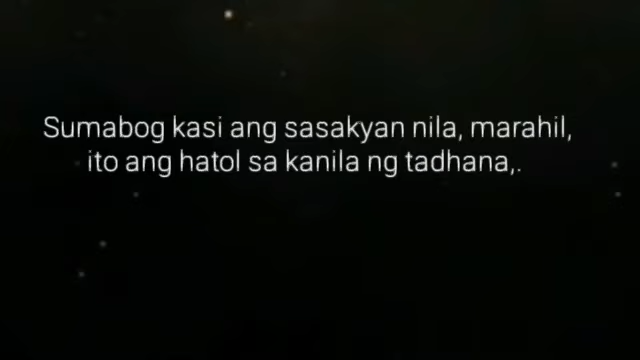 Sumabog kasi ang sasakyan nila, marahil,
ito ang hatol sa kanila ng tadhana,.